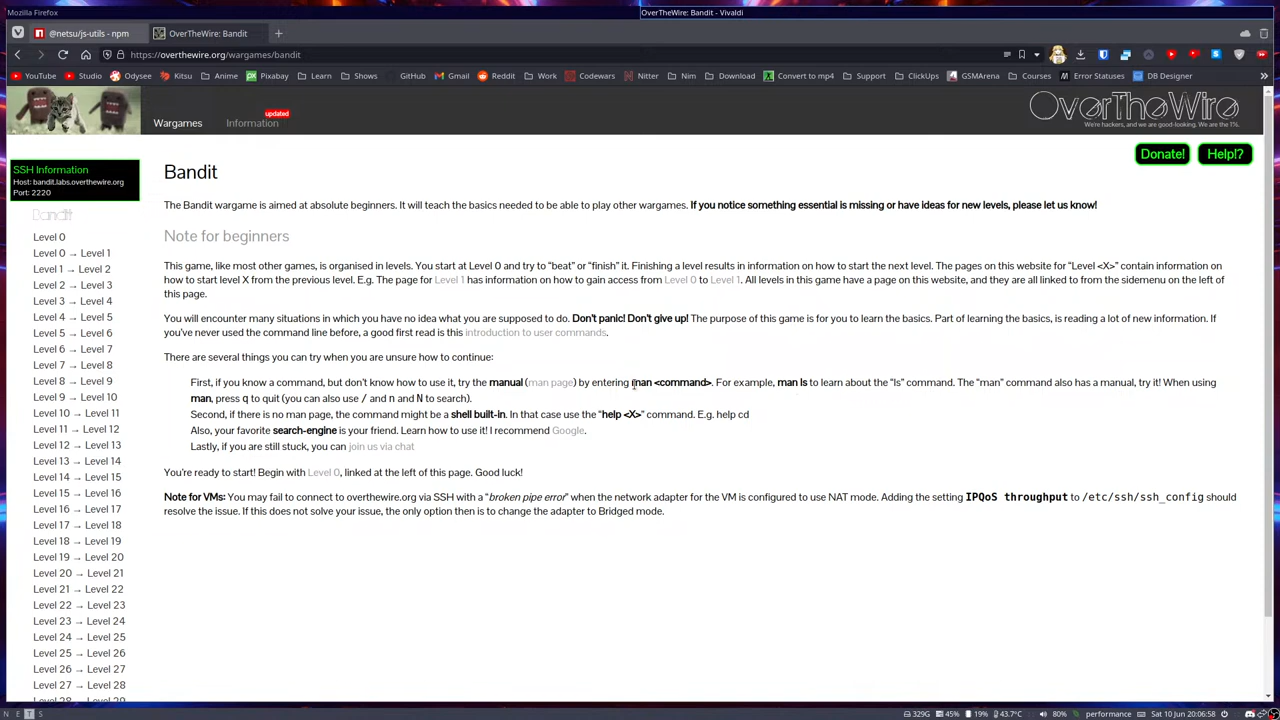 Mozilla Firefox
OverTheWire: Bandit - Vivaldi
@netsu/js-utils - npm
OverTheWire: Bandit
https://overthewire.org/wargames/bandit
YouTube
Studio
Odysee
Kitsu
Anime
Pixabay
Learn
Shows
GitHub
Gmail
Reddit
Work
Codewars
Nitter
Nim
Download
Convert to mp4
Support
ClickUps
GSMArena
Courses
Error Statuses
DB Designer
Wargames
Information
updated
OverTheWire
We're hackers, and we are good-looking. We are the 1%.
Donate!
Help!?
SSH Information
Host: bandit.labs.overthewire.org
Port: 2220
Bandit
Level 0
Level 0 → Level 1
Level 1 → Level 2
Level 2 → Level 3
Level 3 → Level 4
Level 4 → Level 5
Level 5 → Level 6
Level 6 → Level 7
Level 7 → Level 8
Level 8 → Level 9
Level 9 → Level 10
Level 10 → Level 11
Level 11 → Level 12
Level 12 → Level 13
Level 13 → Level 14
Level 14 → Level 15
Level 15 → Level 16
Level 16 → Level 17
Level 17 → Level 18
Level 18 → Level 19
Level 19 → Level 20
Level 20 → Level 21
Level 21 → Level 22
Level 22 → Level 23
Level 23 → Level 24
Level 24 → Level 25
Level 25 → Level 26
Level 26 → Level 27
Level 27 → Level 28
Level 28 → Level 29
Bandit
The Bandit wargame is aimed at absolute beginners. It will teach the basics needed to be able to play other wargames. If you notice something essential is missing or have ideas for new levels, please let us know!
Note for beginners
This game, like most other games, is organised in levels. You start at Level 0 and try to “beat” or “finish” it. Finishing a level results in information on how to start the next level. The pages on this website for “Level <X>” contain information on
how to start level X from the previous level. E.g. The page for Level 1 has information on how to gain access from Level 0 to Level 1. All levels in this game have a page on this website, and they are all linked to from the sidemenu on the left of
this page.
You will encounter many situations in which you have no idea what you are supposed to do. Don’t panic! Don’t give up! The purpose of this game is for you to learn the basics. Part of learning the basics, is reading a lot of new information. If
you’ve never used the command line before, a good first read is this introduction to user commands.
There are several things you can try when you are unsure how to continue:
First, if you know a command, but don’t know how to use it, try the manual (man page) by entering man <command>. For example, man ls to learn about the “ls” command. The “man” command also has a manual, try it! When using
man, press q to quit (you can also use / and n and N to search).
Second, if there is no man page, the command might be a shell built-in. In that case use the “help <X>” command. E.g. help cd
Also, your favorite search-engine is your friend. Learn how to use it! I recommend Google.
Lastly, if you are still stuck, you can join us via chat
You’re ready to start! Begin with Level 0, linked at the left of this page. Good luck!
Note for VMs: You may fail to connect to overthewire.org via SSH with a “broken pipe error” when the network adapter for the VM is configured to use NAT mode. Adding the setting IPQoS throughput to /etc/ssh/ssh_config should
resolve the issue. If this does not solve your issue, the only option then is to change the adapter to Bridged mode.
N E T S
329G
45%
19%
43.7°C
80%
performance
Sat 10 Jun 20:06:58